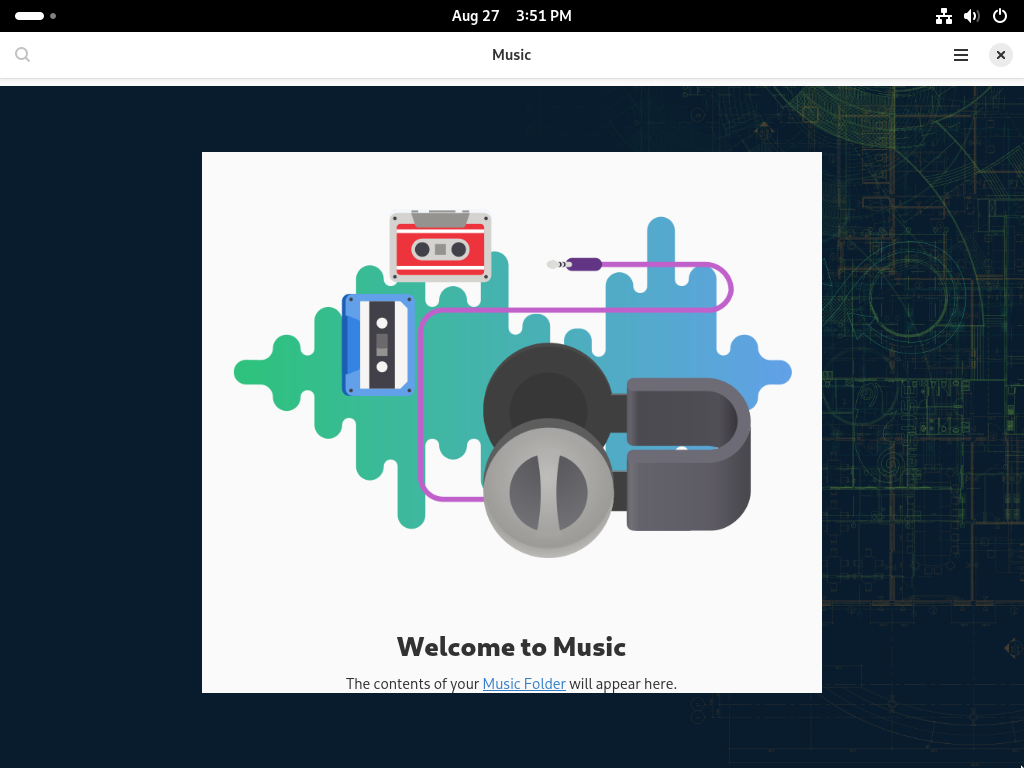 Aug 27 3:51 PM
Music
Welcome to Music
The contents of your Music Folder will appear here.